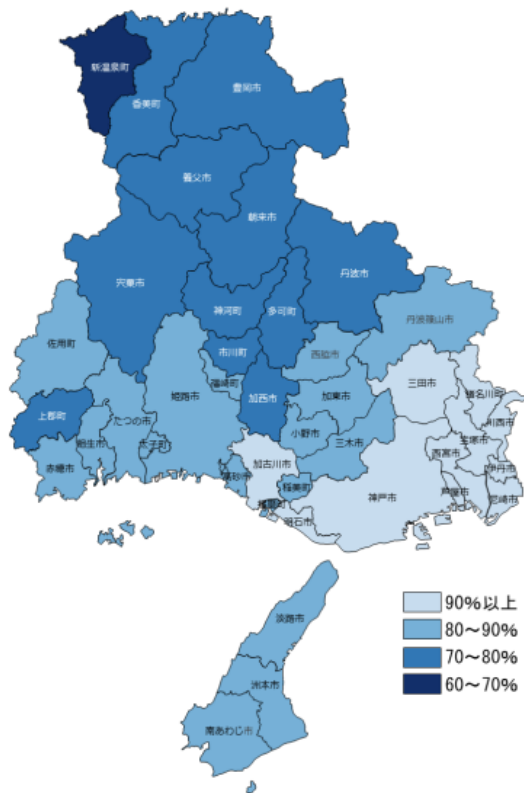 新温泉町
香美町
豊岡市
養父市
朝来市
宍粟市
丹波市
神河町
多可町
丹波篠山市
佐用町
市川町
西脇市
福崎町
三田市
猪名川町
姫路市
加西市
加東市
上郡町
たつの市
川西市
相生市
太子町
小野市
三木市
宝塚市
西宮市
加古川市
伊丹市
赤穂市
高砂市
稲美町
神戸市
芦屋市
尼崎市
播磨町
明石市
淡路市
洲本市
南あわじ市
90%以上
80～90%
70～80%
60～70%